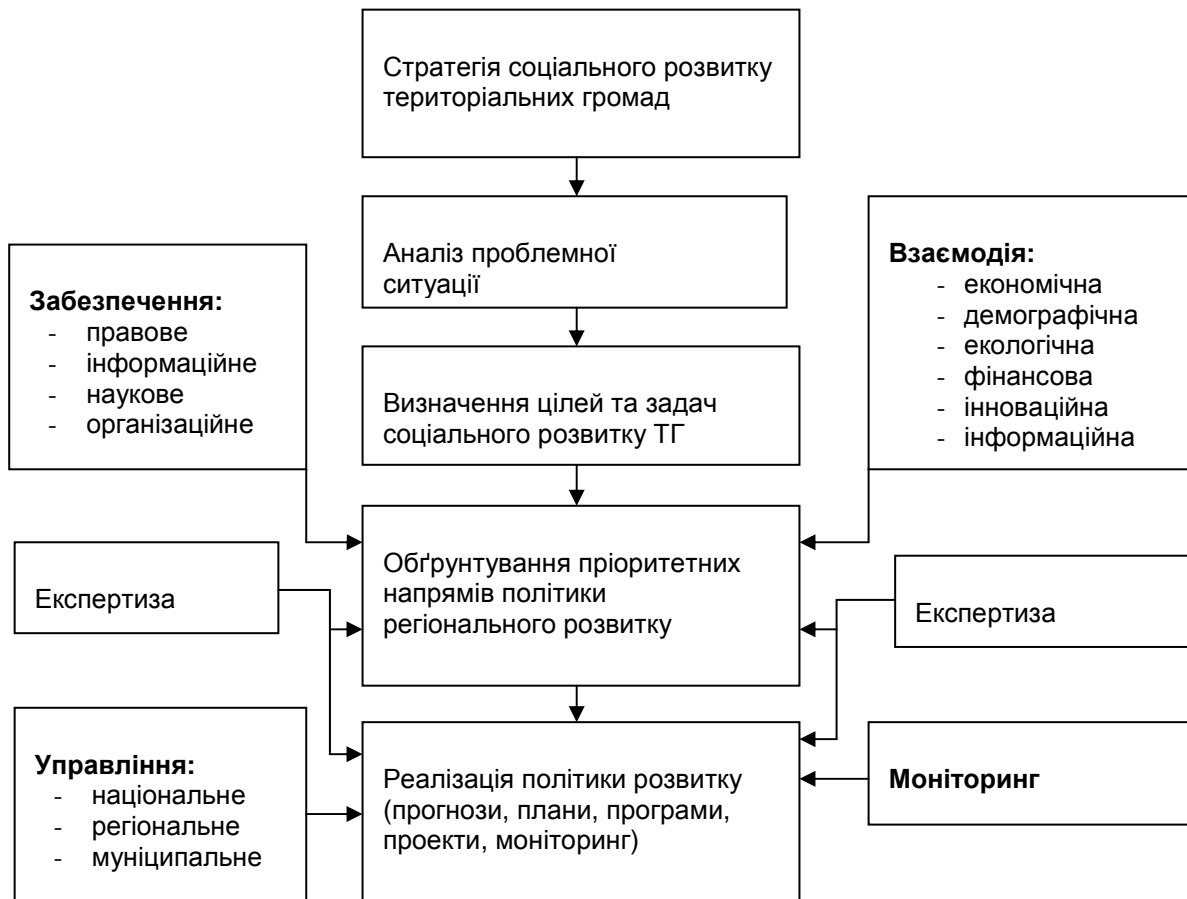 Стратегія соціального розвитку
територіальних громад
Аналіз проблемної
ситуації
Забезпечення:
- правове
- інформаційне
- наукове
- організаційне
Взаємодія:
- економічна
- демографічна
- екологічна
- фінансова
- інноваційна
- інформаційна
Визначення цілей та задач
соціального розвитку ТГ
Обґрунтування пріоритетних
напрямів політики
регіонального розвитку
Експертиза
Експертиза
Управління:
- національне
- регіональне
- муніципальне
Реалізація політики розвитку
(прогнози, плани, програми,
проекти, моніторинг)
Моніторинг